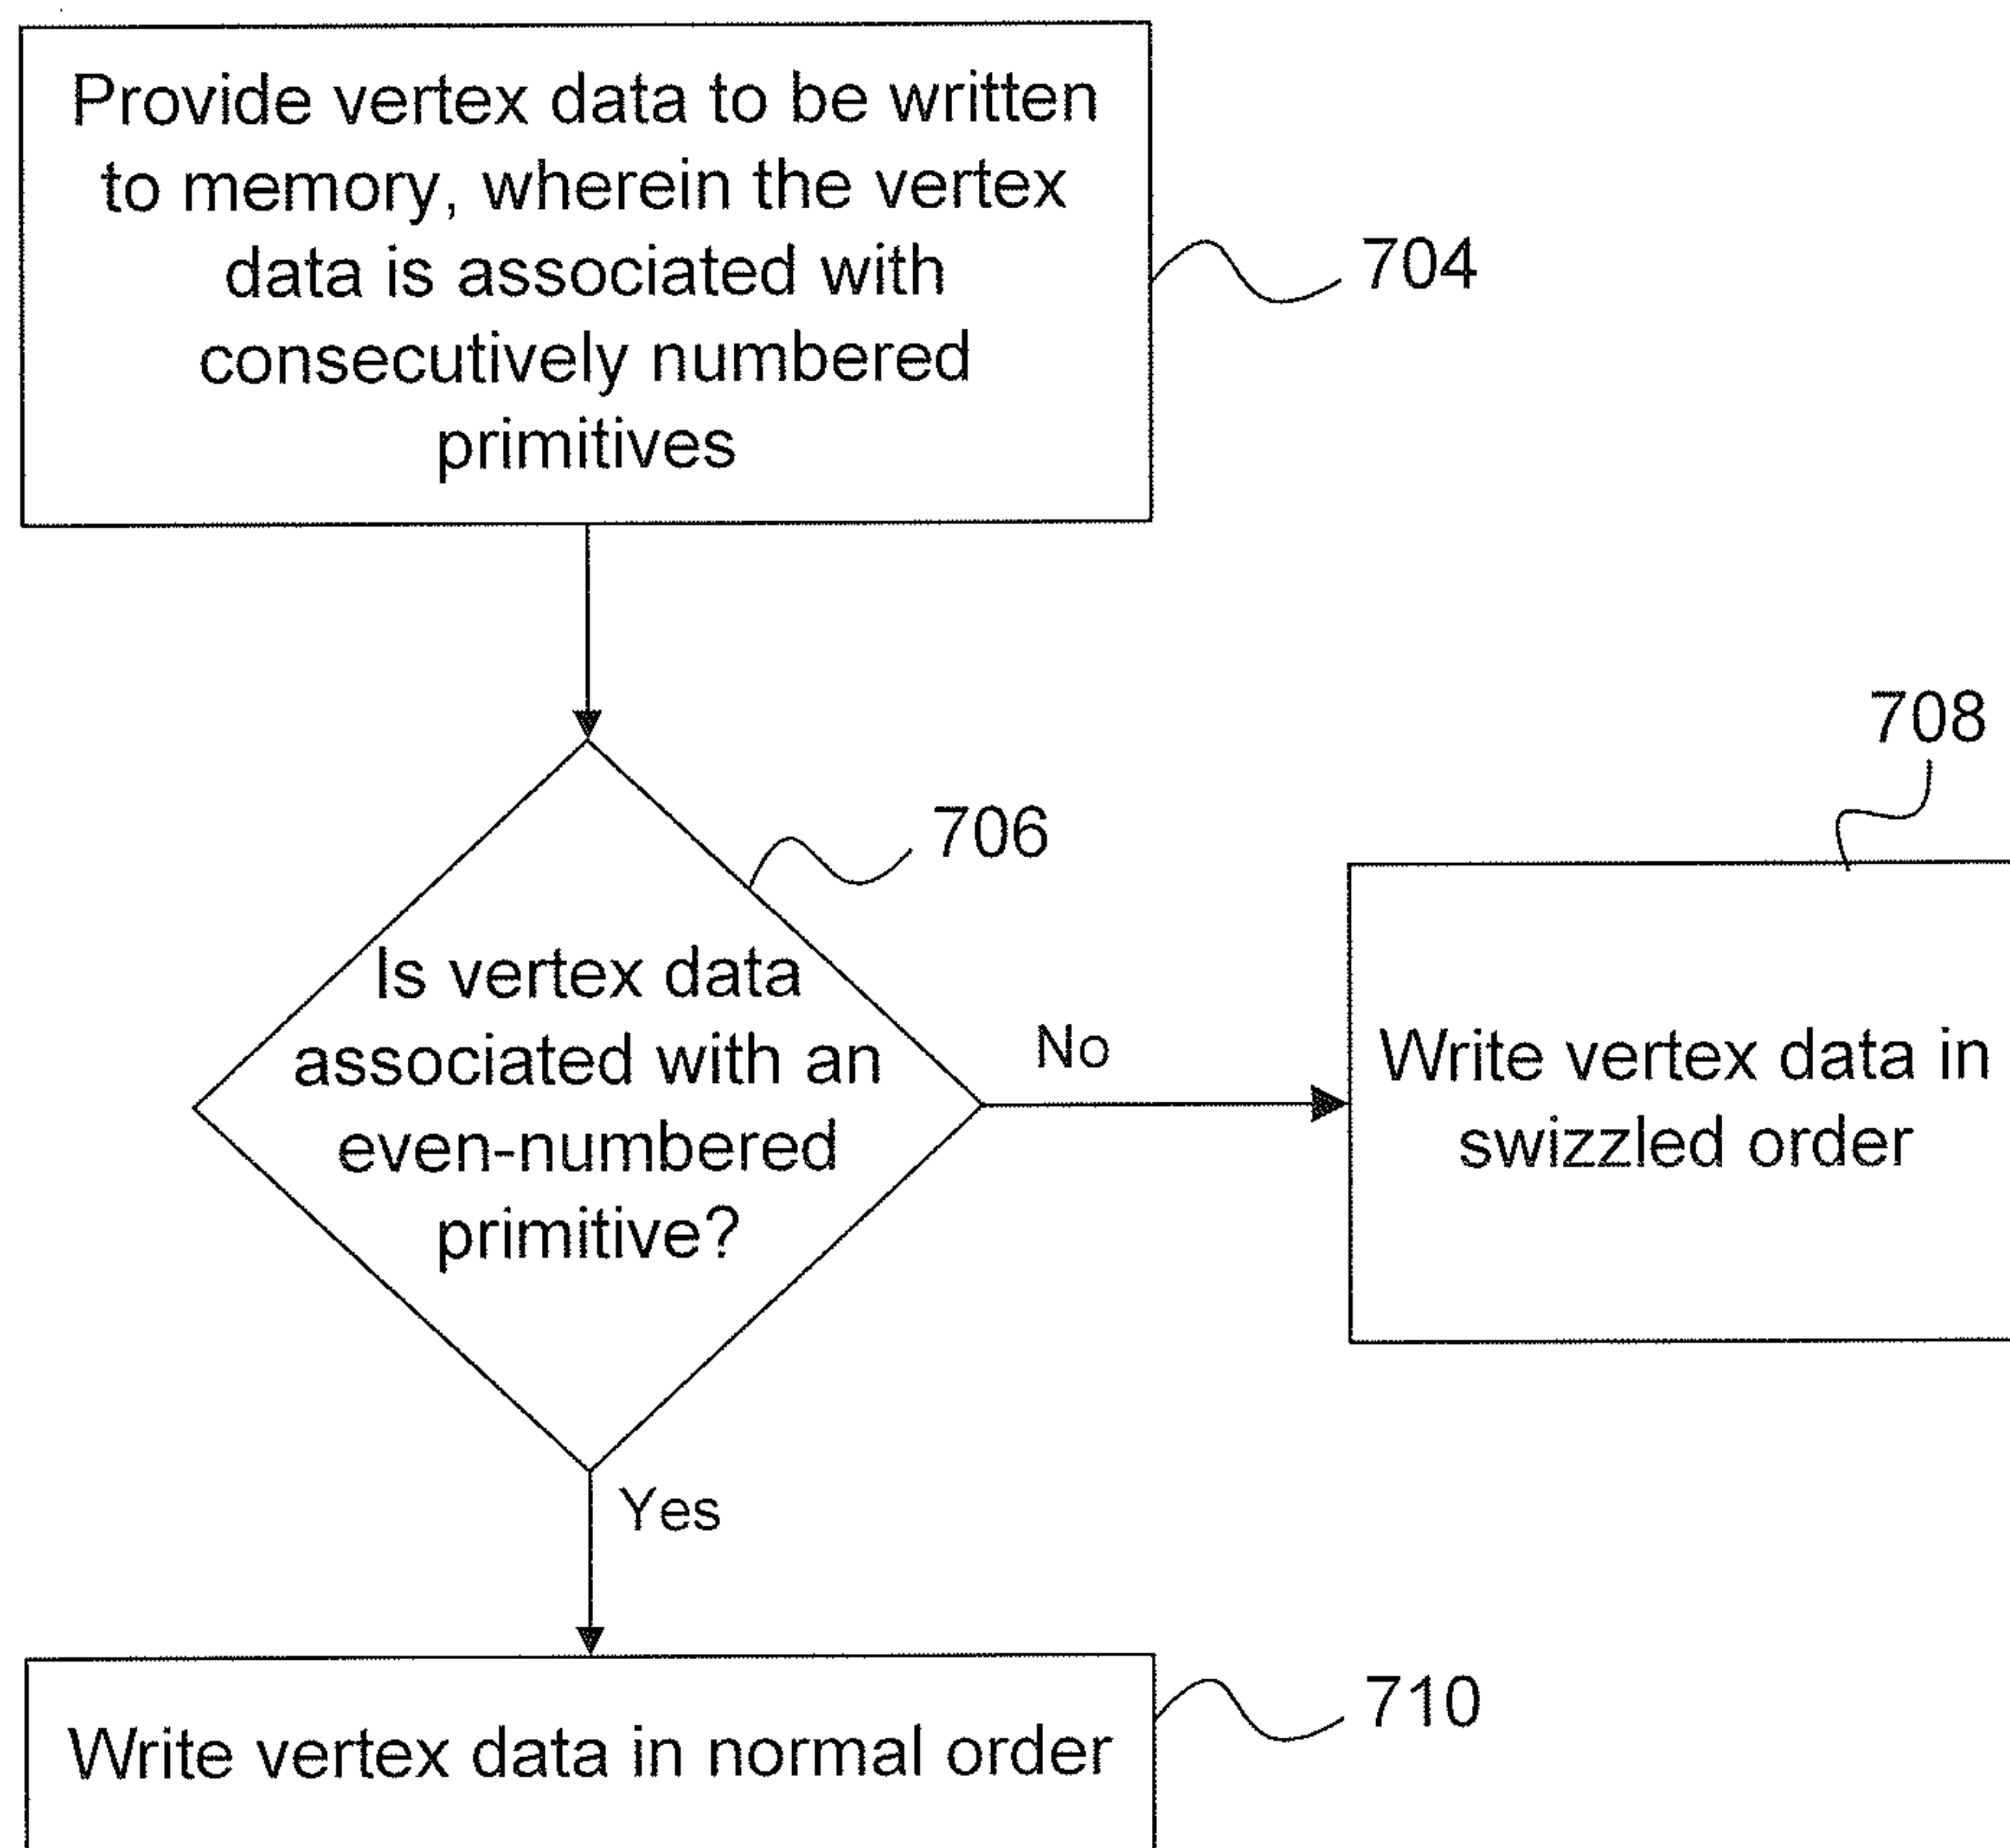 Provide vertex data to be written
to memory, wherein the vertex
data is associated with
consecutively numbered
primitives
704
708
706
Is vertex data
associated with an
even-numbered
primitive?
No
Write vertex data in
swizzled order
Yes
710
Write vertex data in normal order